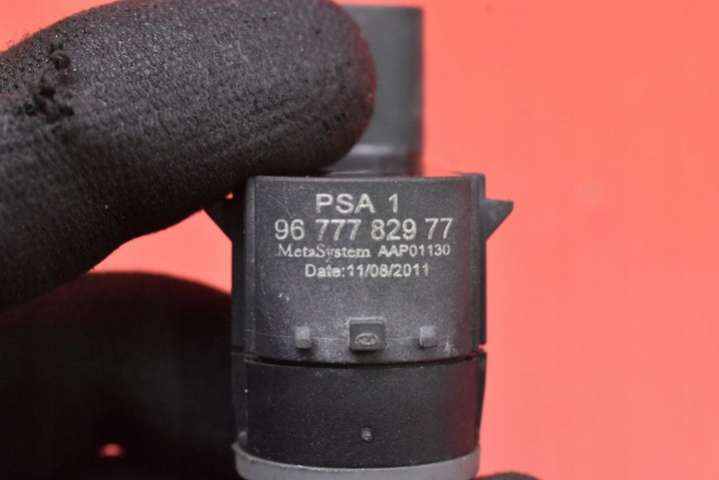 PSA 1
96 777 829 77
MetaSystem AAP01130
Date:11/08/2011